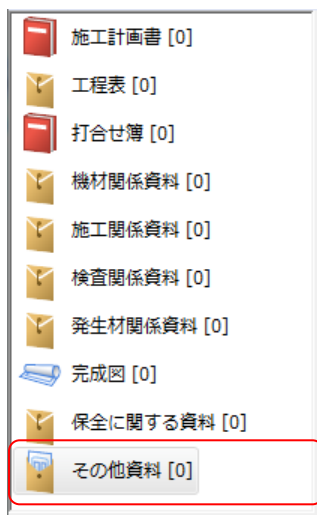 施工計画書 [0]
工程表 [0]
打合せ簿 [0]
機材関係資料 [0]
施工関係資料 [0]
検査関係資料 [0]
発生材関係資料 [0]
完成図 [0]
保全に関する資料 [0]
その他資料 [0]